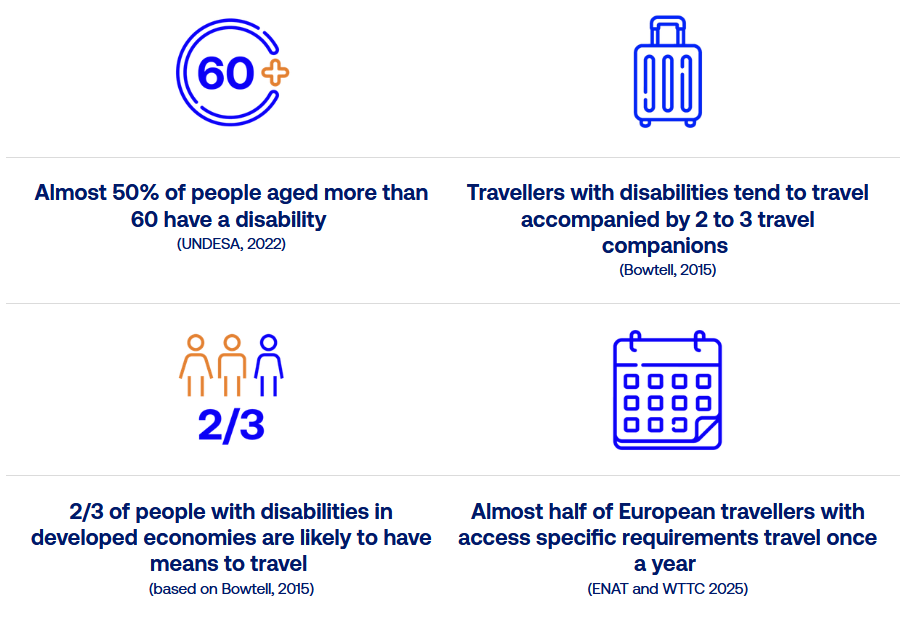 60+
Almost 50% of people aged more than
60 have a disability
(UNDESA, 2022)
Travellers with disabilities tend to travel
accompanied by 2 to 3 travel
companions
(Bowtell, 2015)
2/3
2/3 of people with disabilities in
developed economies are likely to have
means to travel
(based on Bowtell, 2015)
Almost half of European travellers with
access specific requirements travel once
a year
(ENAT and WTTC 2025)